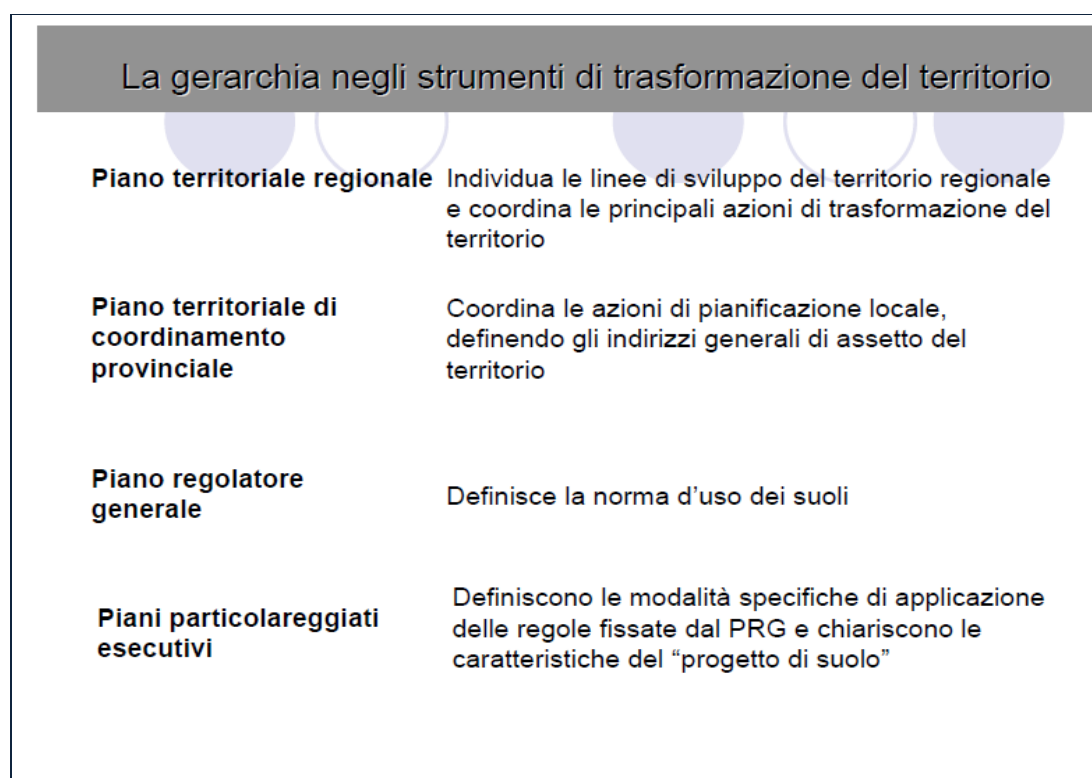 La gerarchia negli strumenti di trasformazione del territorio
Piano territoriale regionale
Individua le linee di sviluppo del territorio regionale
e coordina le principali azioni di trasformazione del
territorio
Piano territoriale di
coordinamento
provinciale
Coordina le azioni di pianificazione locale,
definendo gli indirizzi generali di assetto del
territorio
Piano regolatore
generale
Definisce la norma d’uso dei suoli
Piani particolareggiati
esecutivi
Definiscono le modalità specifiche di applicazione
delle regole fissate dal PRG e chiariscono le
caratteristiche del “progetto di suolo”